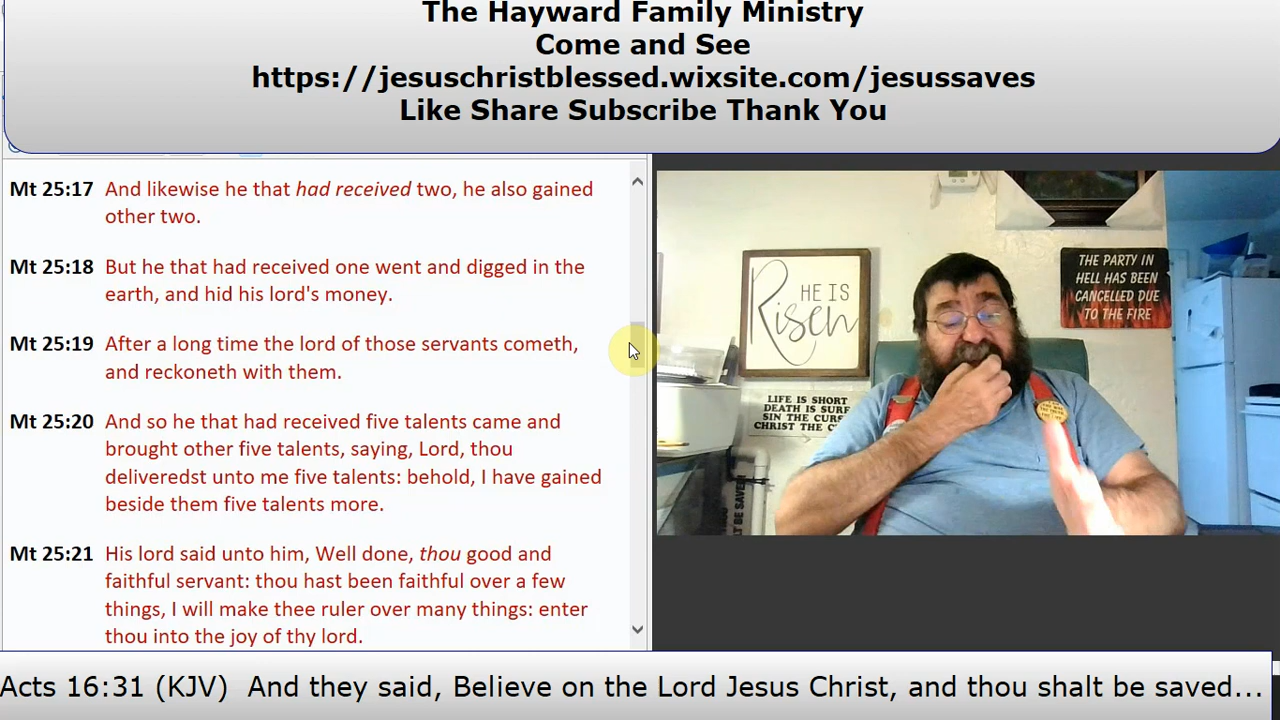 The Hayward Family Ministry
Come and See
https://jesuschristblessed.wixsite.com/jesussaves
Like Share Subscribe Thank You
Mt 25:17 And likewise he that had received two, he also gained
other two.
Mt 25:18 But he that had received one went and digged in the
earth, and hid his lord's money.
Mt 25:19 After a long time the lord of those servants cometh,
and reckoneth with them.
Mt 25:20 And so he that had received five talents came and
brought other five talents, saying, Lord, thou
deliveredst unto me five talents: behold, I have gained
beside them five talents more.
Mt 25:21 His lord said unto him, Well done, thou good and
faithful servant: thou hast been faithful over a few
things, I will make thee ruler over many things: enter
thou into the joy of thy lord.
HE IS
Risen
THE PARTY IN
HELL HAS BEEN
CANCELLED DUE
TO THE FIRE
LIFE IS SHORT
DEATH IS SURE
SIN THE CURS
CHRIST THE C
BE SAVED
Acts 16:31 (KJV) And they said, Believe on the Lord Jesus Christ, and thou shalt be saved...